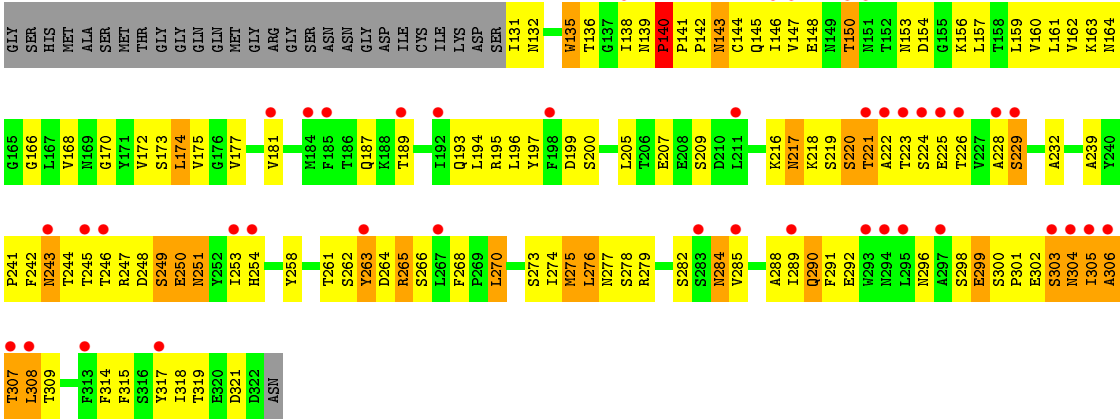 GLY SER HIS MET ALA SER MET THR GLY GLY GLN GLN MET GLY ARG GLY SER ASN ASN GLY ASP ILE CYS ILE LYS ASP SER I131 N132 W135 T136 G137 I138 N139 P140 P141 P142 N143 C144 Q145 I146 V147 E148 N149 T150 N151 T152 N153 D154 G155 K156 L157 T158 L159 V160 L161 V162 K163 N164
G165 G166 L167 V168 N169 G170 Y171 V172 S173 L174 V175 G176 V177 V181 M184 F185 T186 Q187 K188 T189 I192 Q193 L194 R195 L196 Y197 F198 D199 S200 L205 T206 E207 E208 S209 D210 L211 K216 N217 K218 S219 S220 T221 A222 T223 S224 E225 T226 V227 A228 S229 A232 A239 Y240
P241 F242 N243 T244 T245 T246 R247 D248 S249 E250 N251 Y252 I253 H254 Y258 T261 S262 Y263 D264 R265 S266 L267 F268 P269 L270 S273 I274 M275 L276 N277 S278 R279 S282 S283 N284 V285 A288 I289 Q290 F291 E292 W293 N294 L295 N296 A297 S298 E299 S300 P301 E302 S303 N304 I305 A306
T307 L308 T309 F313 F314 F315 S316 Y317 I318 T319 E320 D321 D322 ASN